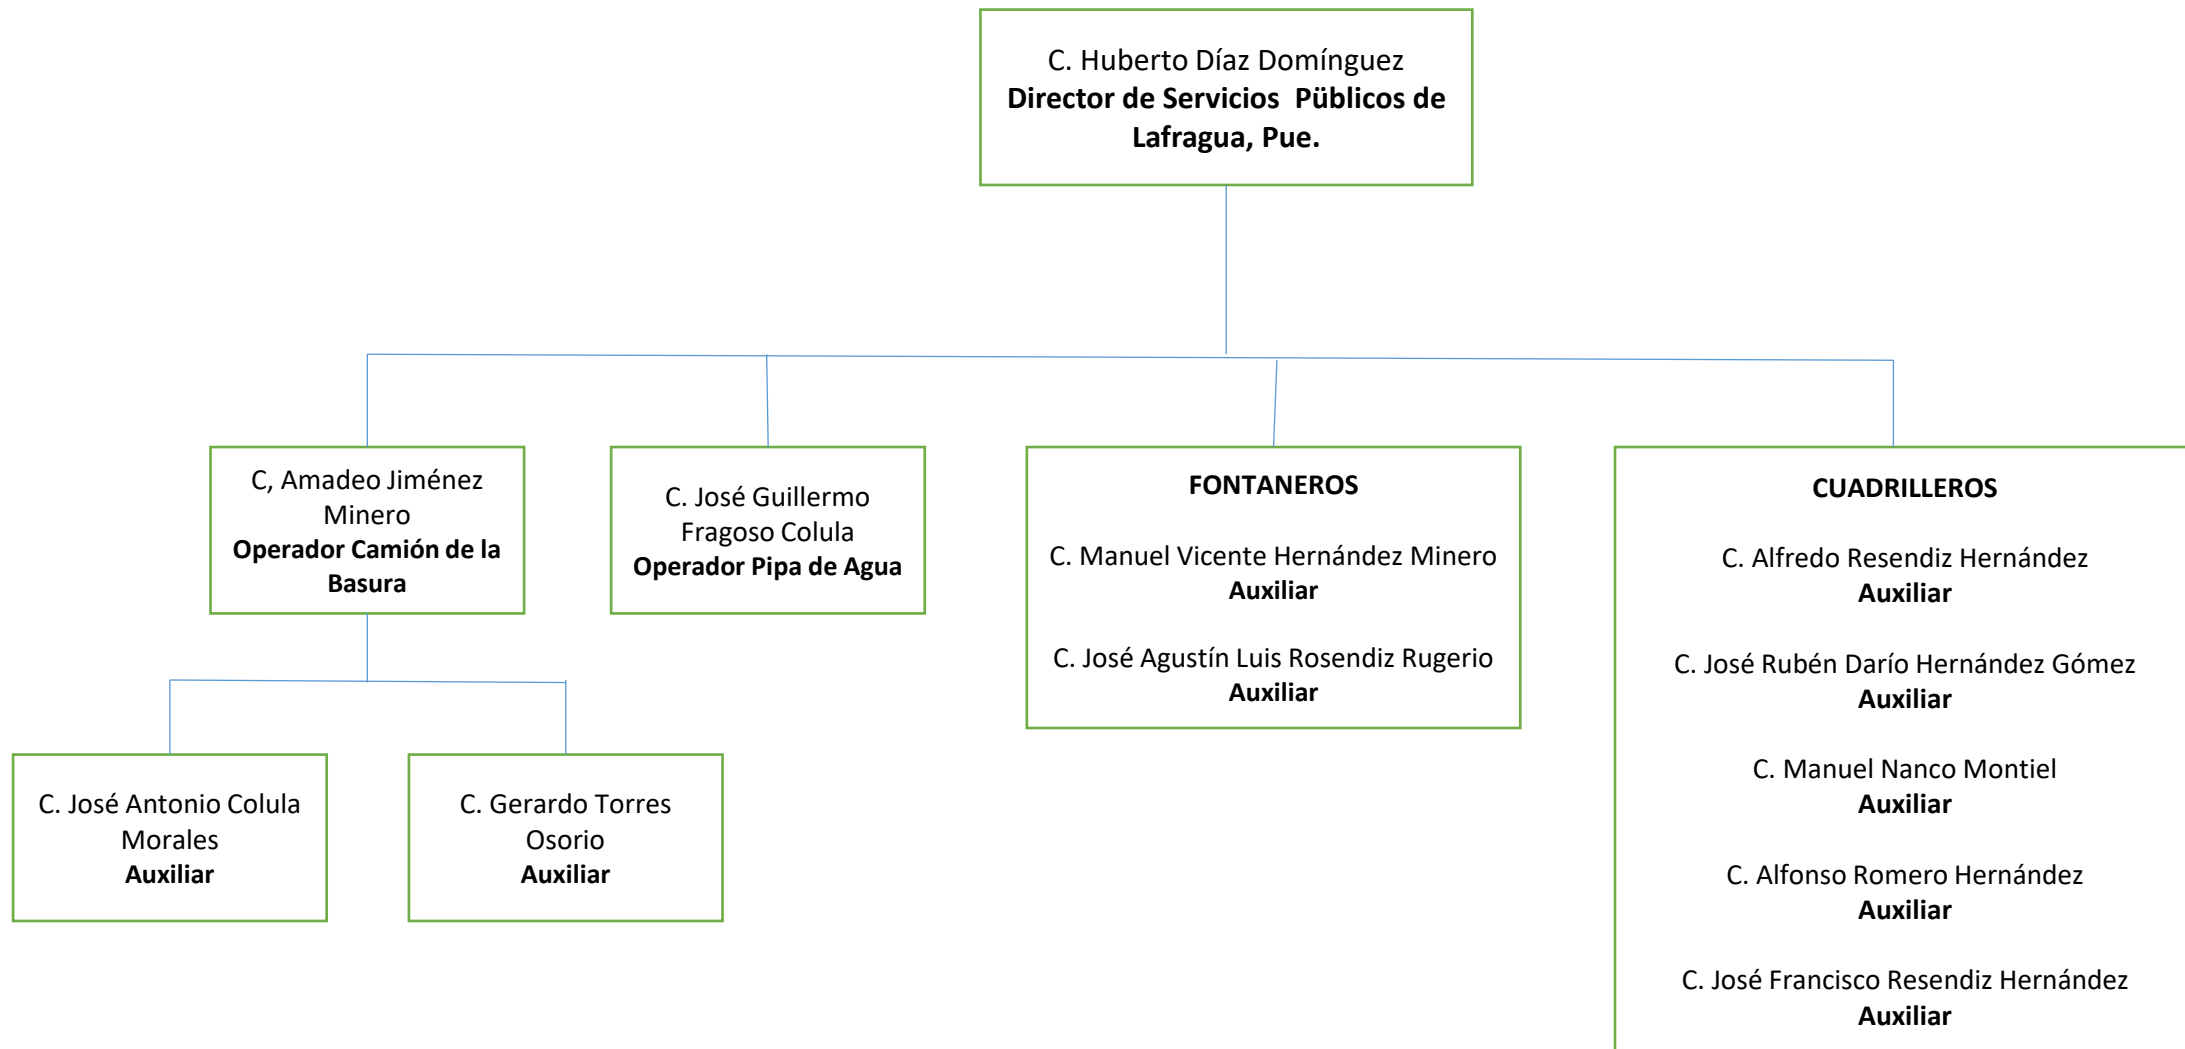 C. Huberto Díaz Domínguez
Director de Servicios Püblicos de
Lafragua, Pue.
C, Amadeo Jiménez
Minero
Operador Camión de la
Basura
C. José Guillermo
Fragoso Colula
Operador Pipa de Agua
FONTANEROS
C. Manuel Vicente Hernández Minero
Auxiliar
C. José Agustín Luis Rosendiz Rugerio
Auxiliar
CUADRILLEROS
C. Alfredo Resendiz Hernández
Auxiliar
C. José Rubén Darío Hernández Gómez
Auxiliar
C. Manuel Nanco Montiel
Auxiliar
C. Alfonso Romero Hernández
Auxiliar
C. José Francisco Resendiz Hernández
Auxiliar
C. José Antonio Colula
Morales
Auxiliar
C. Gerardo Torres
Osorio
Auxiliar